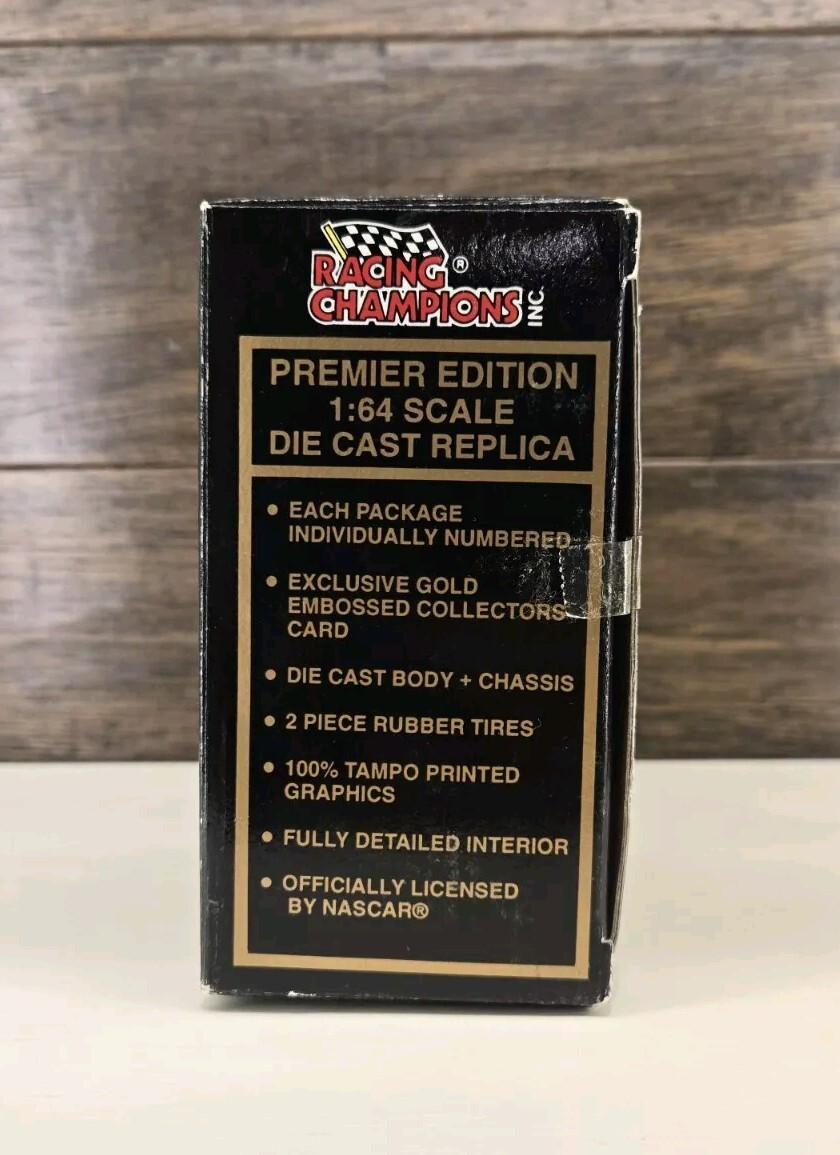 RACING ®
CHAMPIONS INC.
PREMIER EDITION
1:64 SCALE
DIE CAST REPLICA
• EACH PACKAGE
INDIVIDUALLY NUMBERED
• EXCLUSIVE GOLD
EMBOSSED COLLECTORS
CARD
• DIE CAST BODY + CHASSIS
• 2 PIECE RUBBER TIRES
• 100% TAMPO PRINTED
GRAPHICS
• FULLY DETAILED INTERIOR
• OFFICIALLY LICENSED
BY NASCAR®